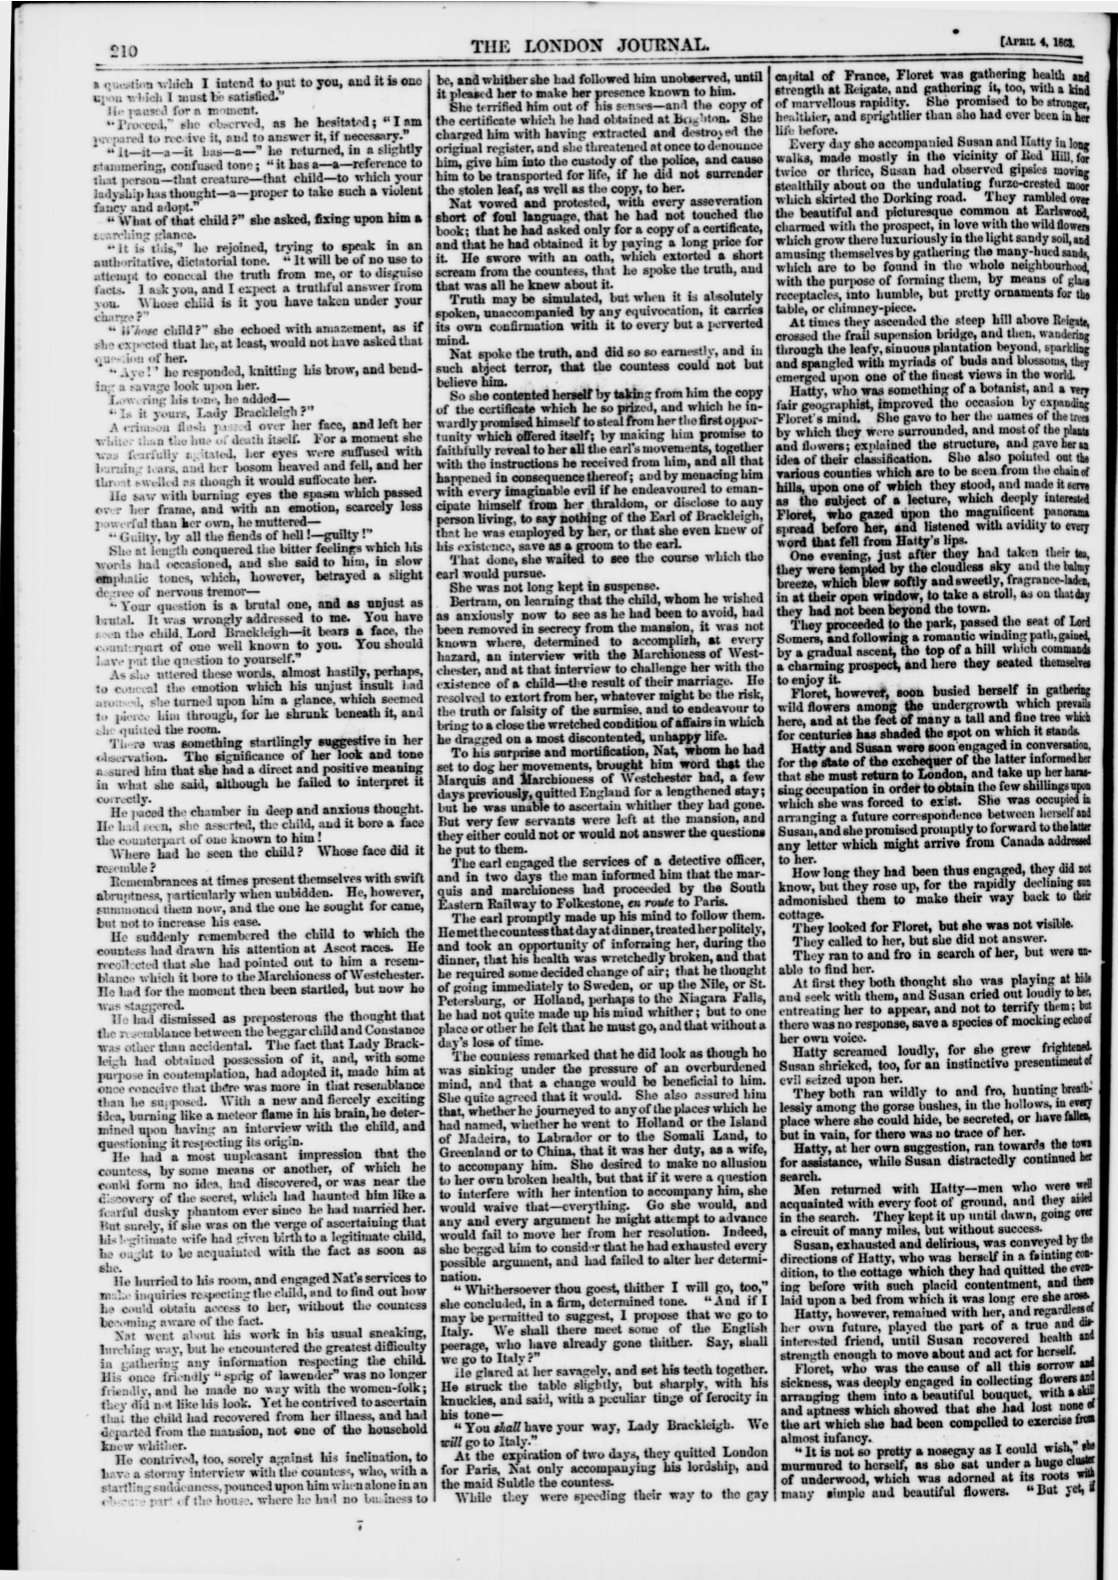 210
THE LONDON JOURNAL.
[APRIL 4, 1863.
a question which I intend to put to you, and it is one
upon which I must be satisfied."
He paused for a moment.
"Proceed," she observed, as he hesitated; "I am
prepared to receive it, and to answer it, if necessary."
"It—it—a—it has—a—" he returned, in a slightly
stammering, confused tone; "it has a—a—reference to
that person—that creature—that child—to which your
ladyship has thought—a—proper to take such a violent
fancy and adopt."
"What of that child?" she asked, fixing upon him a
searching glance.
"It is this," he rejoined, trying to speak in an
authoritative, dictatorial tone. "It will be of no use to
attempt to conceal the truth from me, or to disguise
facts. I ask you, and I expect a truthful answer from
you. Whose child is it you have taken under your
charge?"
"Whose child?" she echoed with amazement, as if
she expected that he, at least, would not have asked that
question of her.
"Aye!" he responded, knitting his brow, and bend-
ing a savage look upon her.
Lowering his tone, he added—
"Is it yours, Lady Brackleigh?"
A crimson flush passed over her face, and left her
whiter than the hue of death itself. For a moment she
was fearfully agitated, her eyes were suffused with
burning tears, and her bosom heaved and fell, and her
throat swelled as though it would suffocate her.
He saw with burning eyes the spasm which passed
over her frame, and with an emotion, scarcely less
powerful than her own, he muttered—
"Guilty, by all the fiends of hell!—guilty!"
She at length conquered the bitter feelings which his
words had occasioned, and she said to him, in slow
emphatic tones, which, however, betrayed a slight
degree of nervous tremor—
"Your question is a brutal one, and as unjust as
brutal. It was wrongly addressed to me. You have
seen the child, Lord Brackleigh—it bears a face, the
counterpart of one well known to you. You should
have put the question to yourself."
As she uttered these words, almost hastily, perhaps,
to conceal the emotion which his unjust insult had
aroused, she turned upon him a glance, which seemed
to pierce him through, for he shrunk beneath it, and
she quitted the room.
There was something startlingly suggestive in her
observation. The significance of her look and tone
assured him that she had a direct and positive meaning
in what she said, although he failed to interpret it
correctly.
He paced the chamber in deep and anxious thought.
He had seen, she asserted, the child, and it bore a face
the counterpart of one known to him!
Where had he seen the child? Whose face did it
resemble?
Remembrances at times present themselves with swift
abruptness, particularly when unbidden. He, however,
summoned them now, and the one he sought for came,
but not to increase his ease.
He suddenly remembered the child to which the
countess had drawn his attention at Ascot races. He
recollected that she had pointed out to him a resem-
blance which it bore to the Marchioness of Westchester.
He had for the moment then been startled, but now he
was staggered.
He had dismissed as preposterous the thought that
the resemblance between the beggar child and Constance
was other than accidental. The fact that Lady Brack-
leigh had obtained possession of it, and, with some
purpose in contemplation, had adopted it, made him at
once conceive that there was more in that resemblance
than he supposed. With a new and fiercely exciting
idea, burning like a meteor flame in his brain, he deter-
mined upon having an interview with the child, and
questioning it respecting its origin.
He had a most unpleasant impression that the
countess, by some means or another, of which he
could form no idea, had discovered, or was near the
discovery of the secret, which had haunted him like a
fearful dusky phantom ever since he had married her.
But surely, if she was on the verge of ascertaining that
his legitimate wife had given birth to a legitimate child,
he ought to be acquainted with the fact as soon as
she.
He hurried to his room, and engaged Nat's services to
make inquiries respecting the child, and to find out how
he could obtain access to her, without the countess
becoming aware of the fact.
Nat went about his work in his usual sneaking,
lurching way, but he encountered the greatest difficulty
in gathering any information respecting the child.
His once friendly "sprig of lawender" was no longer
friendly, and he made no way with the women-folk;
they did not like his look. Yet he contrived to ascertain
that the child had recovered from her illness, and had
departed from the mansion, not one of the household
knew whither.
He contrived, too, sorely against his inclination, to
have a stormy interview with the countess, who, with a
startling suddenness, pounced upon him when alone in an
obscure part of the house, where he had no business to
be, and whither she had followed him unobserved, until
it pleased her to make her presence known to him.
She terrified him out of his senses—and the copy of
the certificate which he had obtained at Brighton. She
charged him with having extracted and destroyed the
original register, and she threatened at once to denounce
him, give him into the custody of the police, and cause
him to be transported for life, if he did not surrender
the stolen leaf, as well as the copy, to her.
Nat vowed and protested, with every asseveration
short of foul language, that he had not touched the
book; that he had asked only for a copy of a certificate,
and that he had obtained it by paying a long price for
it. He swore with an oath, which extorted a short
scream from the countess, that he spoke the truth, and
that was all he knew about it.
Truth may be simulated, but when it is absolutely
spoken, unaccompanied by any equivocation, it carries
its own confirmation with it to every but a perverted
mind.
Nat spoke the truth, and did so so earnestly, and in
such abject terror, that the countess could not but
believe him.
So she contented herself by taking from him the copy
of the certificate which he so prized, and which he in-
wardly promised himself to steal from her the first oppor-
tunity which offered itself; by making him promise to
faithfully reveal to her all the earl's movements, together
with the instructions he received from him, and all that
happened in consequence thereof; and by menacing him
with every imaginable evil if he endeavoured to eman-
cipate himself from her thraldom, or disclose to any
person living, to say nothing of the Earl of Brackleigh,
that he was employed by her, or that she even knew of
his existence, save as a groom to the earl.
That done, she waited to see the course which the
earl would pursue.
She was not long kept in suspense.
Bertram, on learning that the child, whom he wished
as anxiously now to see as he had been to avoid, had
been removed in secrecy from the mansion, it was not
known where, determined to accomplish, at every
hazard, an interview with the Marchioness of West-
chester, and at that interview to challenge her with the
existence of a child—the result of their marriage. He
resolved to extort from her, whatever might be the risk,
the truth or falsity of the surmise, and to endeavour to
bring to a close the wretched condition of affairs in which
he dragged on a most discontented, unhappy life.
To his surprise and mortification, Nat, whom he had
set to dog her movements, brought him word that the
Marquis and Marchioness of Westchester had, a few
days previously, quitted England for a lengthened stay;
but he was unable to ascertain whither they had gone.
But very few servants were left at the mansion, and
they either could not or would not answer the questions
he put to them.
The earl engaged the services of a detective officer,
and in two days the man informed him that the mar-
quis and marchioness had proceeded by the South
Eastern Railway to Folkestone, en route to Paris.
The earl promptly made up his mind to follow them.
He met the countess that day at dinner, treated her politely,
and took an opportunity of informing her, during the
dinner, that his health was wretchedly broken, and that
he required some decided change of air; that he thought
of going immediately to Sweden, or up the Nile, or St.
Petersburg, or Holland, perhaps to the Niagara Falls,
he had not quite made up his mind whither; but to one
place or other he felt that he must go, and that without a
day's loss of time.
The countess remarked that he did look as though he
was sinking under the pressure of an overburdened
mind, and that a change would be beneficial to him.
She quite agreed that it would. She also assured him
that, whether he journeyed to any of the places which he
had named, whether he went to Holland or the Island
of Madeira, to Labrador or to the Somali Land, to
Greenland or to China, that it was her duty, as a wife,
to accompany him. She desired to make no allusion
to her own broken health, but that if it were a question
to interfere with her intention to accompany him, she
would waive that—everything. Go she would, and
any and every argument he might attempt to advance
would fail to move her from her resolution. Indeed,
she begged him to consider that he had exhausted every
possible argument, and had failed to alter her determi-
nation.
"Whithersoever thou goest, thither I will go, too,"
she concluded, in a firm, determined tone. "And if I
may be permitted to suggest, I propose that we go to
Italy. We shall there meet some of the English
peerage, who have already gone thither. Say, shall
we go to Italy?"
He glared at her savagely, and set his teeth together.
He struck the table slightly, but sharply, with his
knuckles, and said, with a peculiar tinge of ferocity in
his tone—
"You shall have your way, Lady Brackleigh. We
will go to Italy."
At the expiration of two days, they quitted London
for Paris, Nat only accompanying his lordship, and
the maid Subtle the countess.
While they were speeding their way to the gay
capital of France, Floret was gathering health and
strength at Reigate, and gathering it, too, with a kind
of marvellous rapidity. She promised to be stronger,
healthier, and sprightlier than she had ever been in her
life before.
Every day she accompanied Susan and Hatty in long
walks, made mostly in the vicinity of Red Hill, for
twice or thrice, Susan had observed gipsies moving
stealthily about on the undulating furze-crested moor
which skirted the Dorking road. They rambled over
the beautiful and picturesque common at Earlswood,
charmed with the prospect, in love with the wild flowers
which grow there luxuriously in the light sandy soil, and
amusing themselves by gathering the many-hued sands,
which are to be found in the whole neighbourhood,
with the purpose of forming them, by means of glass
receptacles, into humble, but pretty ornaments for the
table, or chimney-piece.
At times they ascended the steep hill above Reigate,
crossed the frail supension bridge, and then, wandering
through the leafy, sinuous plantation beyond, sparkling
and spangled with myriads of buds and blossoms, they
emerged upon one of the finest views in the world.
Hatty, who was something of a botanist, and a very
fair geographist, improved the occasion by expanding
Floret's mind. She gave to her the names of the trees
by which they were surrounded, and most of the plants
and flowers; explained the structure, and gave her an
idea of their classification. She also pointed out the
various counties which are to be seen from the chain of
hills, upon one of which they stood, and made it serve
as the subject of a lecture, which deeply interested
Floret, who gazed upon the magnificent panorama
spread before her, and listened with avidity to every
word that fell from Hatty's lips.
One evening, just after they had taken their tea,
they were tempted by the cloudless sky and the balmy
breeze, which blew softly and sweetly, fragrance-laden,
in at their open window, to take a stroll, as on that day
they had not been beyond the town.
They proceeded to the park, passed the seat of Lord
Somers, and following a romantic winding path, gained,
by a gradual ascent, the top of a hill which commands
a charming prospect, and here they seated themselves
to enjoy it.
Floret, however, soon busied herself in gathering
wild flowers among the undergrowth which prevails
here, and at the feet of many a tall and fine tree which
for centuries has shaded the spot on which it stands.
Hatty and Susan were soon engaged in conversation,
for the state of the exchequer of the latter informed her
that she must return to London, and take up her haras-
sing occupation in order to obtain the few shillings upon
which she was forced to exist. She was occupied in
arranging a future correspondence between herself and
Susan, and she promised promptly to forward to the latter
any letter which might arrive from Canada addressed
to her.
How long they had been thus engaged, they did not
know, but they rose up, for the rapidly declining sun
admonished them to make their way back to their
cottage.
They looked for Floret, but she was not visible.
They called to her, but she did not answer.
They ran to and fro in search of her, but were un-
able to find her.
At first they both thought she was playing at hide
and seek with them, and Susan cried out loudly to her,
entreating her to appear, and not to terrify them; but
there was no response, save a species of mocking echo of
her own voice.
Hatty screamed loudly, for she grew frightened.
Susan shrieked, too, for an instinctive presentiment of
evil seized upon her.
They both ran wildly to and fro, hunting breath-
lessly among the gorse bushes, in the hollows, in every
place where she could hide, be secreted, or have fallen,
but in vain, for there was no trace of her.
Hatty, at her own suggestion, ran towards the town
for assistance, while Susan distractedly continued her
search.
Men returned with Hatty—men who were well
acquainted with every foot of ground, and they aided
in the search. They kept it up until dawn, going over
a circuit of many miles, but without success.
Susan, exhausted and delirious, was conveyed by the
directions of Hatty, who was herself in a fainting con-
dition, to the cottage which they had quitted the even-
ing before with such placid contentment, and there
laid upon a bed from which it was long ere she arose.
Hatty, however, remained with her, and regardless of
her own future, played the part of a true and dis-
interested friend, until Susan recovered health and
strength enough to move about and act for herself.
Floret, who was the cause of all this sorrow and
sickness, was deeply engaged in collecting flowers and
arranging them into a beautiful bouquet, with a skill
and aptness which showed that she had lost none of
the art which she had been compelled to exercise from
almost infancy.
"It is not so pretty a nosegay as I could wish," she
murmured to herself, as she sat under a huge cluster
of underwood, which was adorned at its roots with
many simple and beautiful flowers. "But yet, if
7